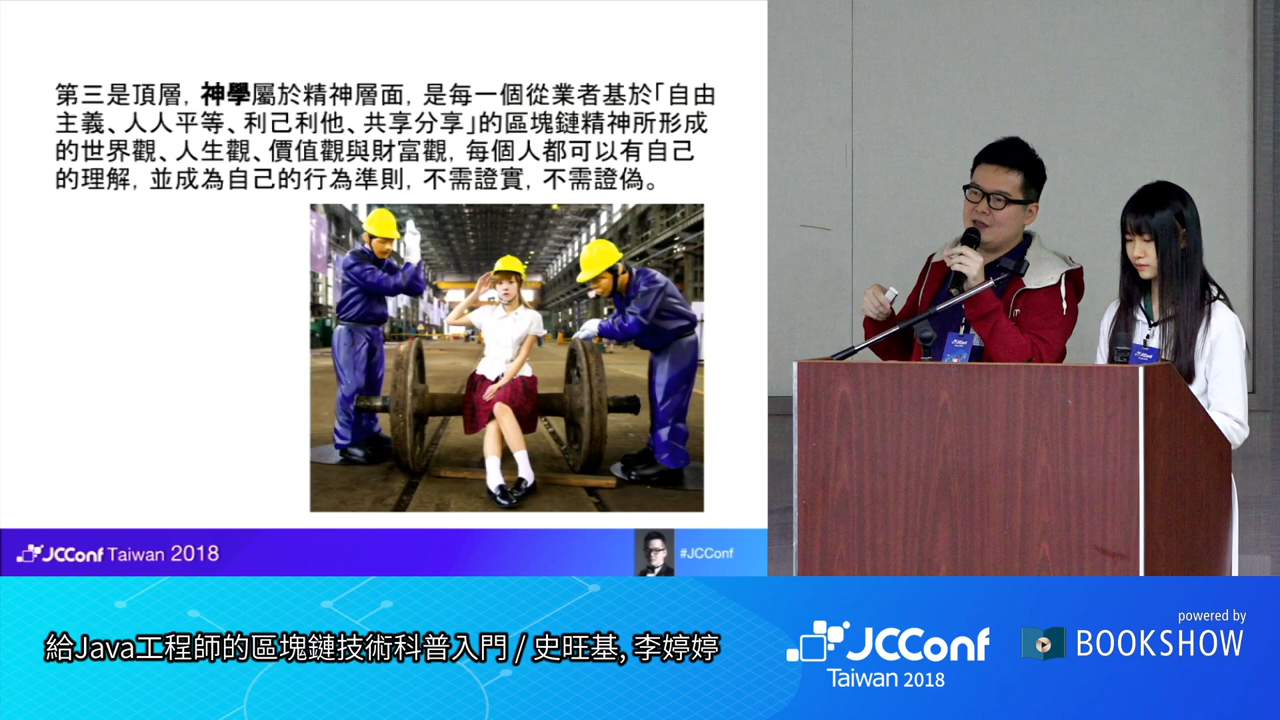 第三是頂層，神學屬於精神層面，是每一個從業者基於「自由
主義、人人平等、利己利他、共享分享」的區塊鏈精神所形成
的世界觀、人生觀、價值觀與財富觀，每個人都可以有自己
的理解，並成為自己的行為準則，不需證實，不需證偽。
JCConf Taiwan 2018
#JCConf
給Java工程師的區塊鏈技術科普入門 / 史旺基, 李婷婷
JCConf
Taiwan 2018
powered by
BOOKSHOW